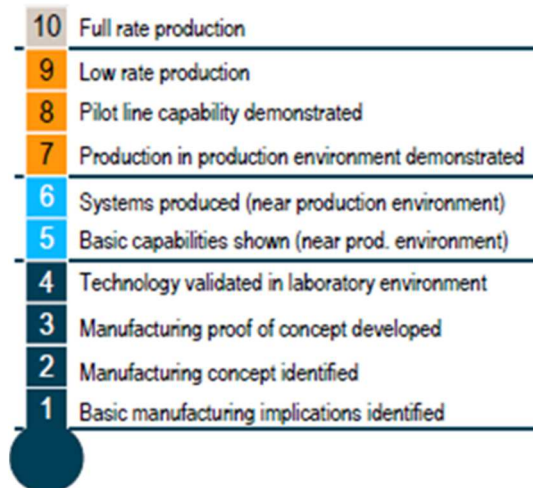 10 Full rate production
9 Low rate production
8 Pilot line capability demonstrated
7 Production in production environment demonstrated
6 Systems produced (near production environment)
5 Basic capabilities shown (near prod. environment)
4 Technology validated in laboratory environment
3 Manufacturing proof of concept developed
2 Manufacturing concept identified
1 Basic manufacturing implications identified